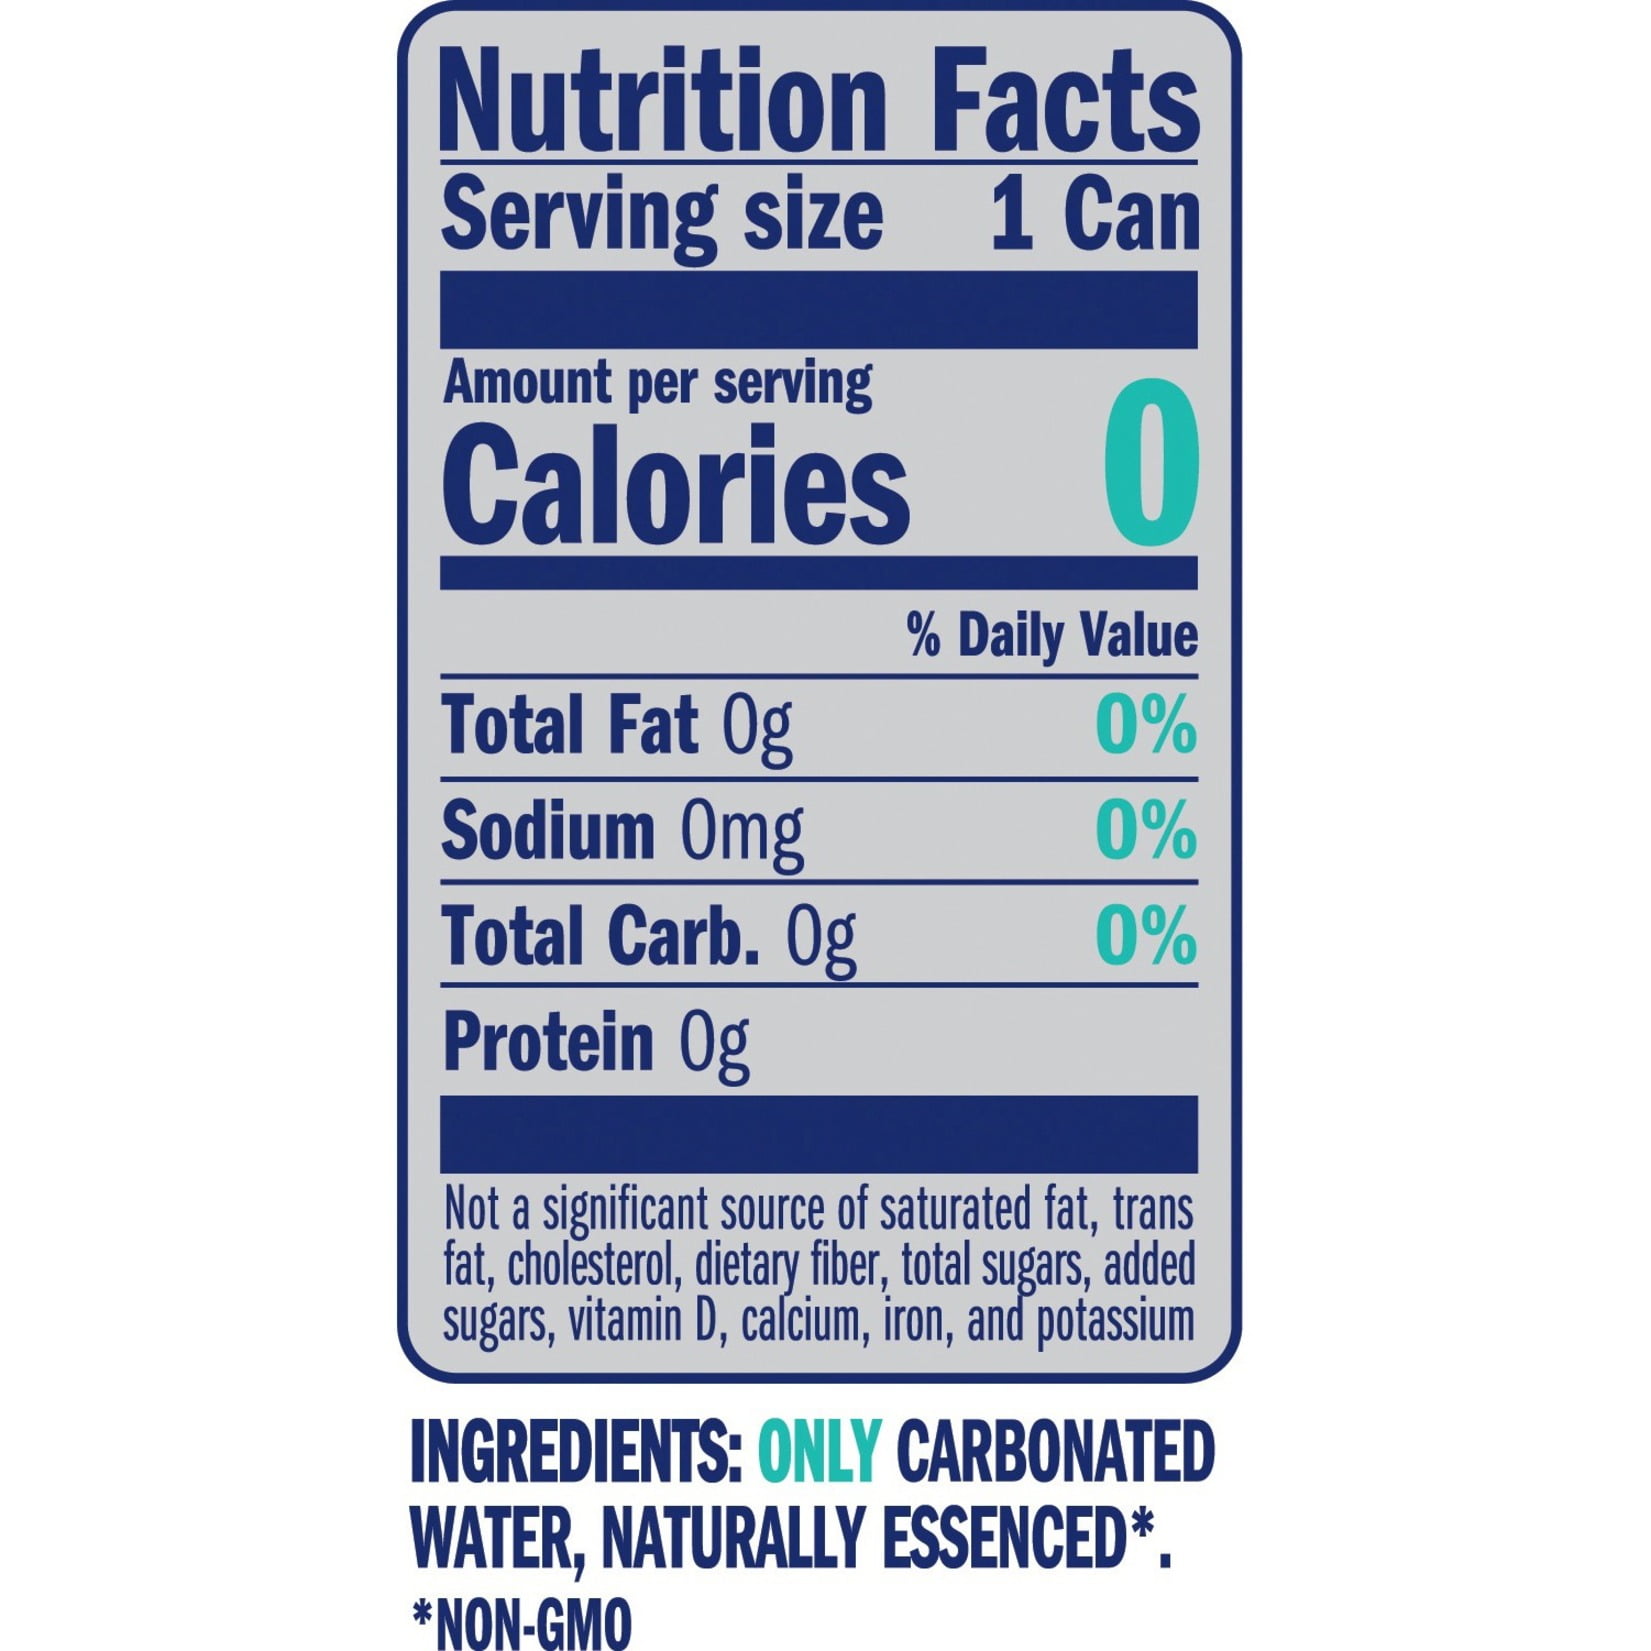 Nutrition Facts
Serving size 1 Can
Amount per serving
Calories 0
% Daily Value
Total Fat 0g 0%
Sodium 0mg 0%
Total Carb. 0g 0%
Protein 0g
Not a significant source of saturated fat, trans
fat, cholesterol, dietary fiber, total sugars, added
sugars, vitamin D, calcium, iron, and potassium
INGREDIENTS: ONLY CARBONATED
WATER, NATURALLY ESSENCED*.
*NON-GMO